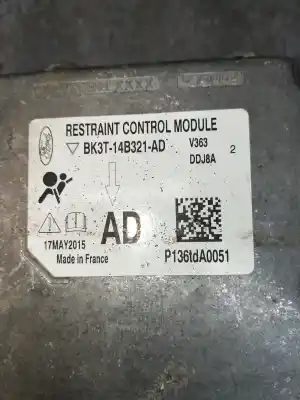 RESTRAINT CONTROL MODULE
BK3T-14B321-AD V363
DDJ8A 2
AD
17MAY2015
Made in France P136tdA0051